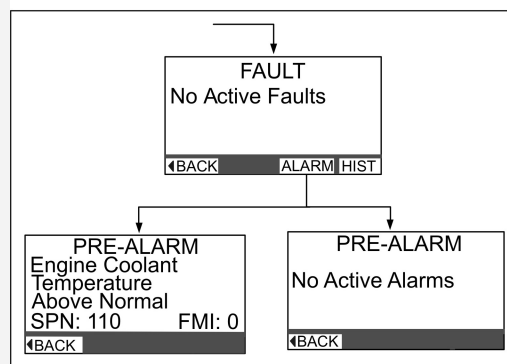 FAULT
No Active Faults
◀BACK ALARM HIST
PRE-ALARM
Engine Coolant
Temperature
Above Normal
SPN: 110 FMI: 0
◀BACK
PRE-ALARM
No Active Alarms
◀BACK